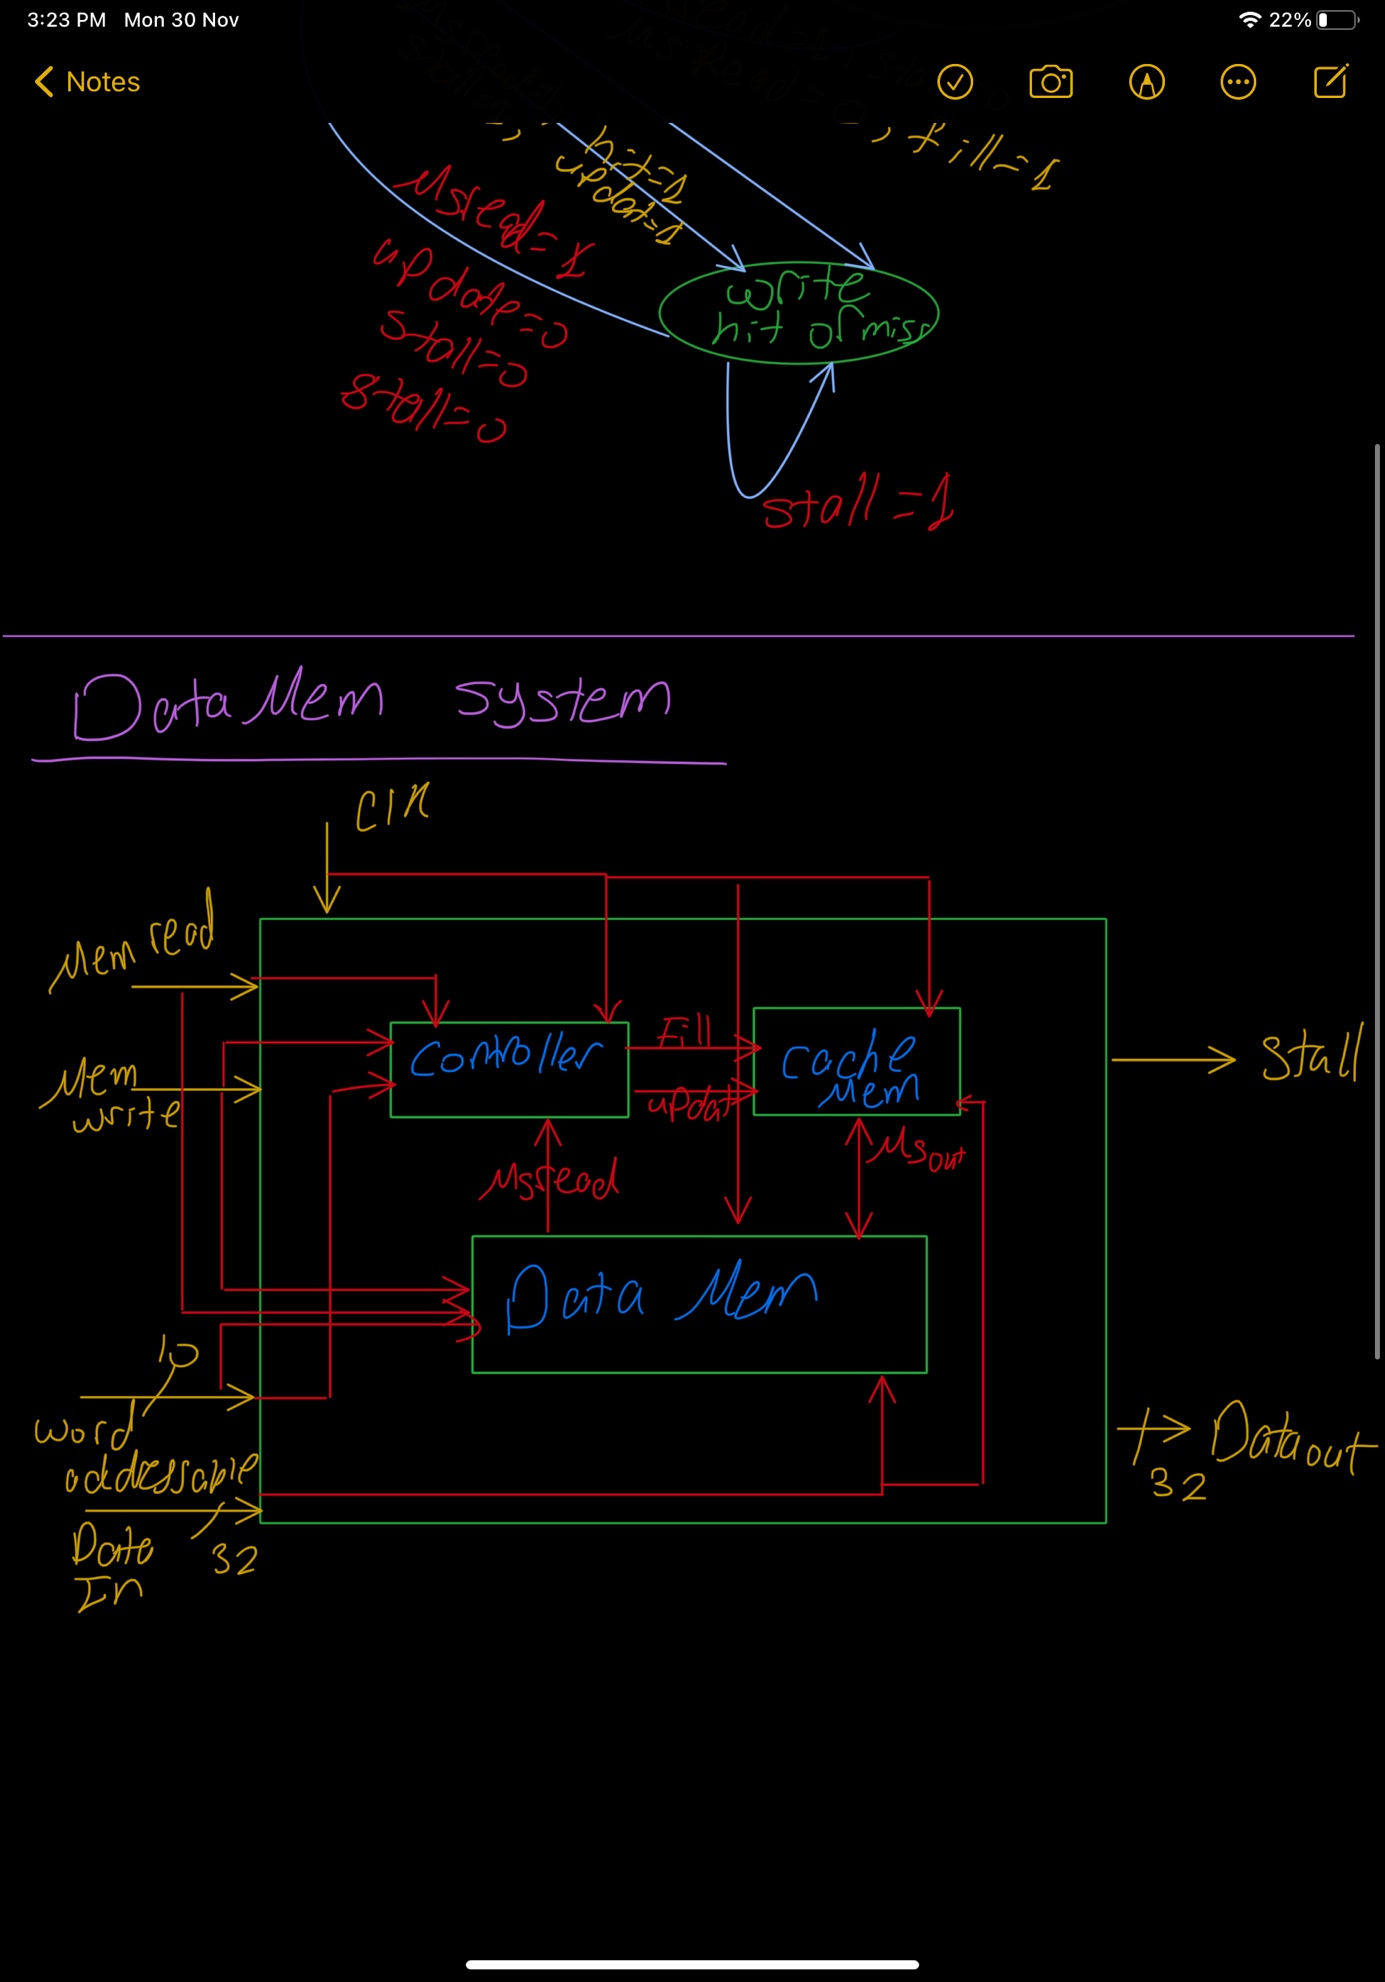 3:23 PM Mon 30 Nov
22%
Notes
hit=1
updat=1
, fill=1
Msread=1
update=0
stall=0
stall=0
write
hit or miss
stall=1
Data Mem system
Clk
Mem read
Mem
write
Controller
Fill
updat
Cache
Mem
Stall
Msread
Msout
Data Mem
10
word
addressable
Data
In
32
Dataout
32